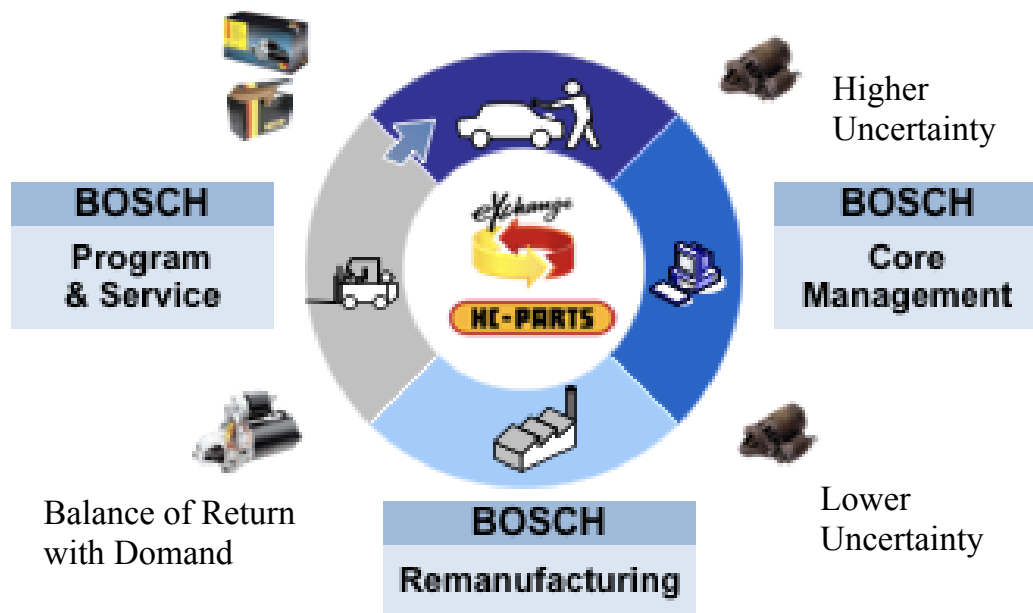 Higher
Uncertainty
BOSCH
Program
& Service
eXchange
HC-PARTS
BOSCH
Core
Management
Balance of Return
with Domand
BOSCH
Remanufacturing
Lower
Uncertainty